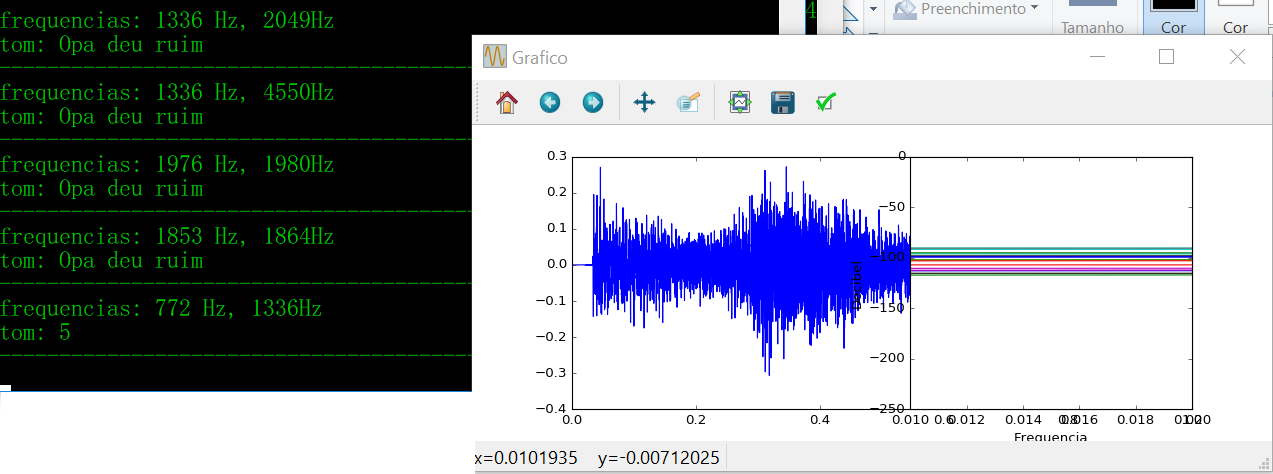 frequencias: 1336 Hz, 2049Hz
tom: Opa deu ruim
frequencias: 1336 Hz, 4550Hz
tom: Opa deu ruim
frequencias: 1976 Hz, 1980Hz
tom: Opa deu ruim
frequencias: 1853 Hz, 1864Hz
tom: Opa deu ruim
frequencias: 772 Hz, 1336Hz
tom: 5
4
Preenchimento
Tamanho
Cor
Cor
Grafico
0.3
0.2
0.1
0.0
−0.1
−0.2
−0.3
−0.4
0.0
0.2
0.4
0.6
0.8
1.0
0
−50
−100
−150
−200
−250
Decibel
0.010
0.012
0.014
0.016
0.018
0.020
Frequencia
x=0.0101935 y=-0.00712025